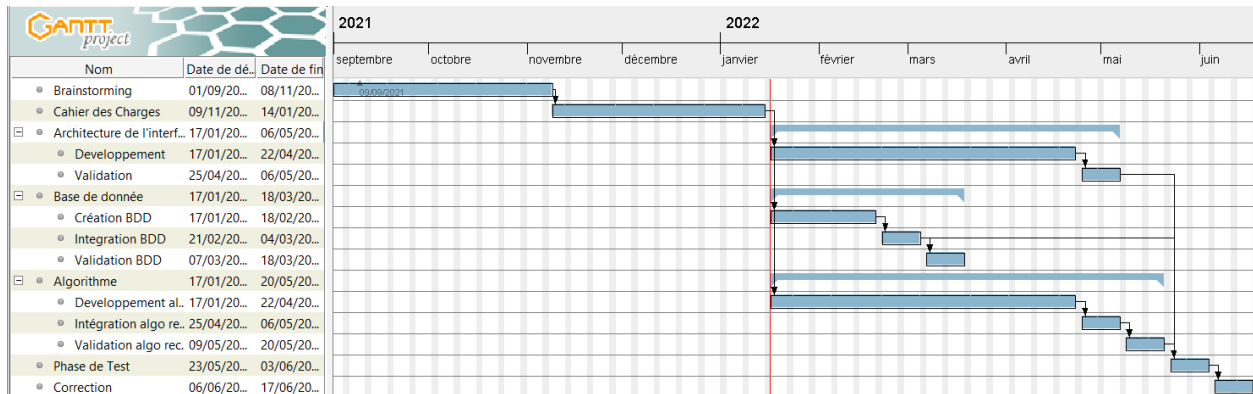 GANTT
project
2021
2022
septembre octobre novembre décembre janvier février mars avril mai juin
Nom Date de dé... Date de fin
Brainstorming 01/09/20... 08/11/20...
09/09/2021
Cahier des Charges 09/11/20... 14/01/20...
Architecture de l'interf... 17/01/20... 06/05/20...
Developpement 17/01/20... 22/04/20...
Validation 25/04/20... 06/05/20...
Base de donnée 17/01/20... 18/03/20...
Création BDD 17/01/20... 18/02/20...
Integration BDD 21/02/20... 04/03/20...
Validation BDD 07/03/20... 18/03/20...
Algorithme 17/01/20... 20/05/20...
Developpement al... 17/01/20... 22/04/20...
Intégration algo re... 25/04/20... 06/05/20...
Validation algo rec... 09/05/20... 20/05/20...
Phase de Test 23/05/20... 03/06/20...
Correction 06/06/20... 17/06/20...